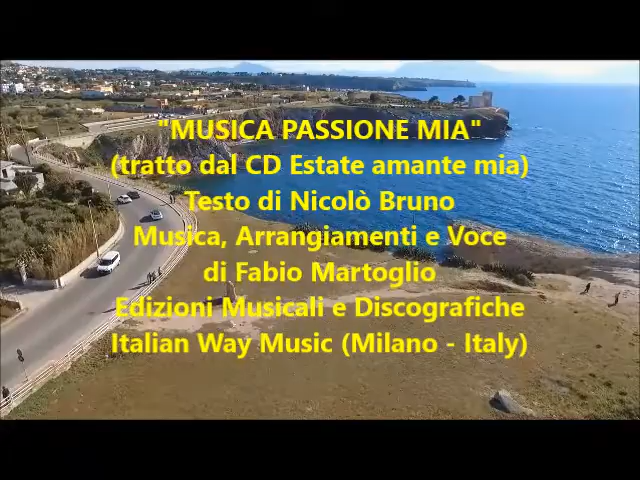 "MUSICA PASSIONE MIA"
(tratto dal CD Estate amante mia)
Testo di Nicolò Bruno
Musica, Arrangiamenti e Voce
di Fabio Martoglio
Edizioni Musicali e Discografiche
Italian Way Music (Milano - Italy)